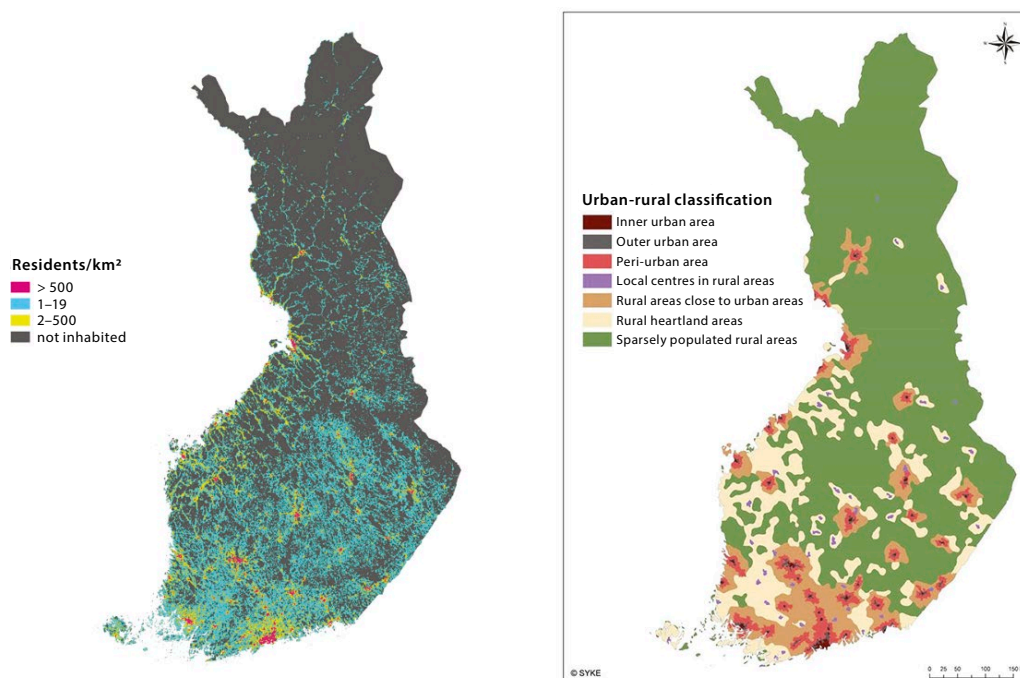 Residents/km²
> 500
1–19
2–500
not inhabited
Urban-rural classification
Inner urban area
Outer urban area
Peri-urban area
Local centres in rural areas
Rural areas close to urban areas
Rural heartland areas
Sparsely populated rural areas
N
© SYKE
0 25 50 100 150